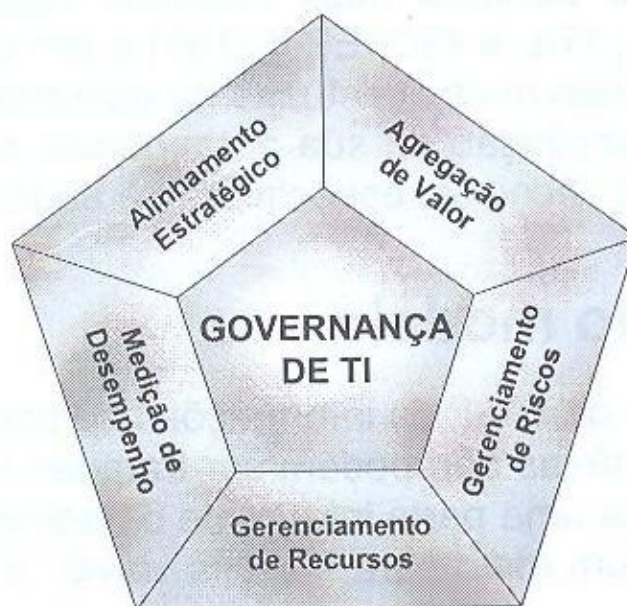 Alinhamento
Estratégico
Agregação
de Valor
GOVERNANÇA
DE TI
Medição de
Desempenho
Gerenciamento
de Riscos
Gerenciamento
de Recursos